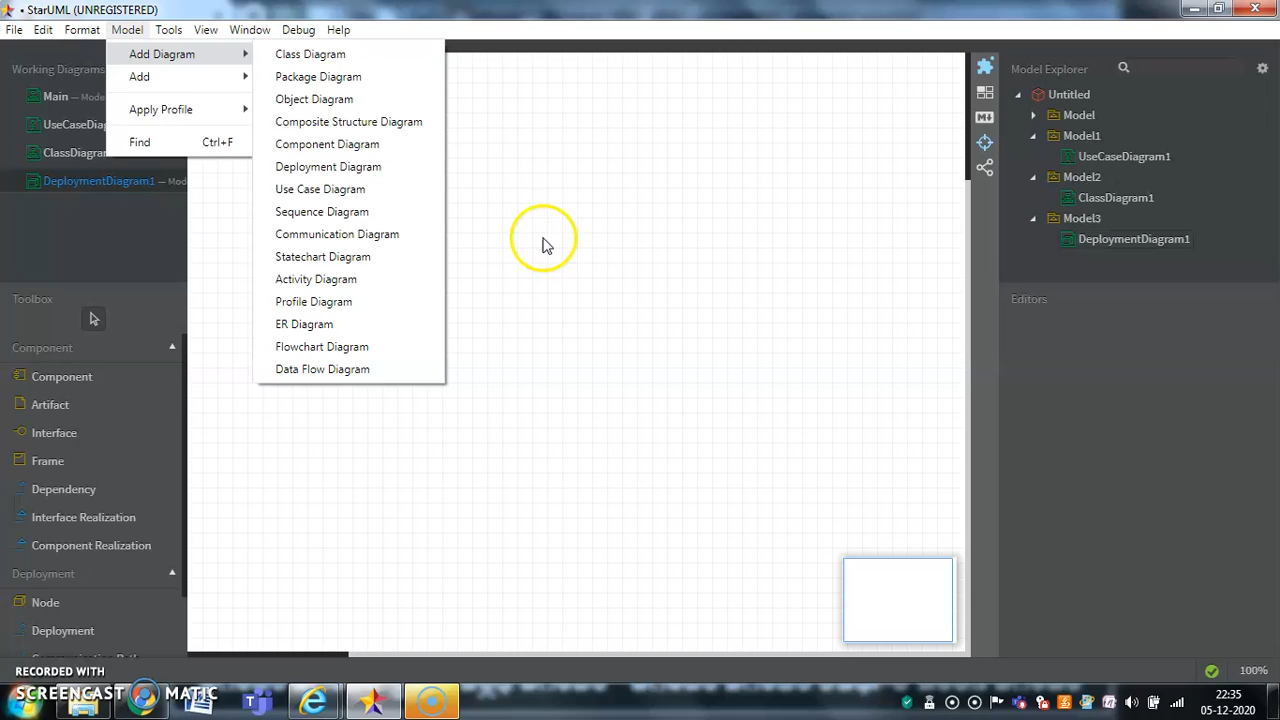 • StarUML (UNREGISTERED)
File Edit Format Model Tools View Window Debug Help
Working Diagrams
Main — Mode
UseCaseDiag
ClassDiagram
DeploymentDiagram1 — Mod
Add Diagram
Add
Apply Profile
Find Ctrl+F
Class Diagram
Package Diagram
Object Diagram
Composite Structure Diagram
Component Diagram
Deployment Diagram
Use Case Diagram
Sequence Diagram
Communication Diagram
Statechart Diagram
Activity Diagram
Profile Diagram
ER Diagram
Flowchart Diagram
Data Flow Diagram
Toolbox
Component
Component
Artifact
Interface
Frame
Dependency
Interface Realization
Component Realization
Deployment
Node
Deployment
M↓
Model Explorer
Untitled
Model
Model1
UseCaseDiagram1
Model2
ClassDiagram1
Model3
DeploymentDiagram1
Editors
100%
RECORDED WITH
SCREENCAST MATIC
22:35
05-12-2020